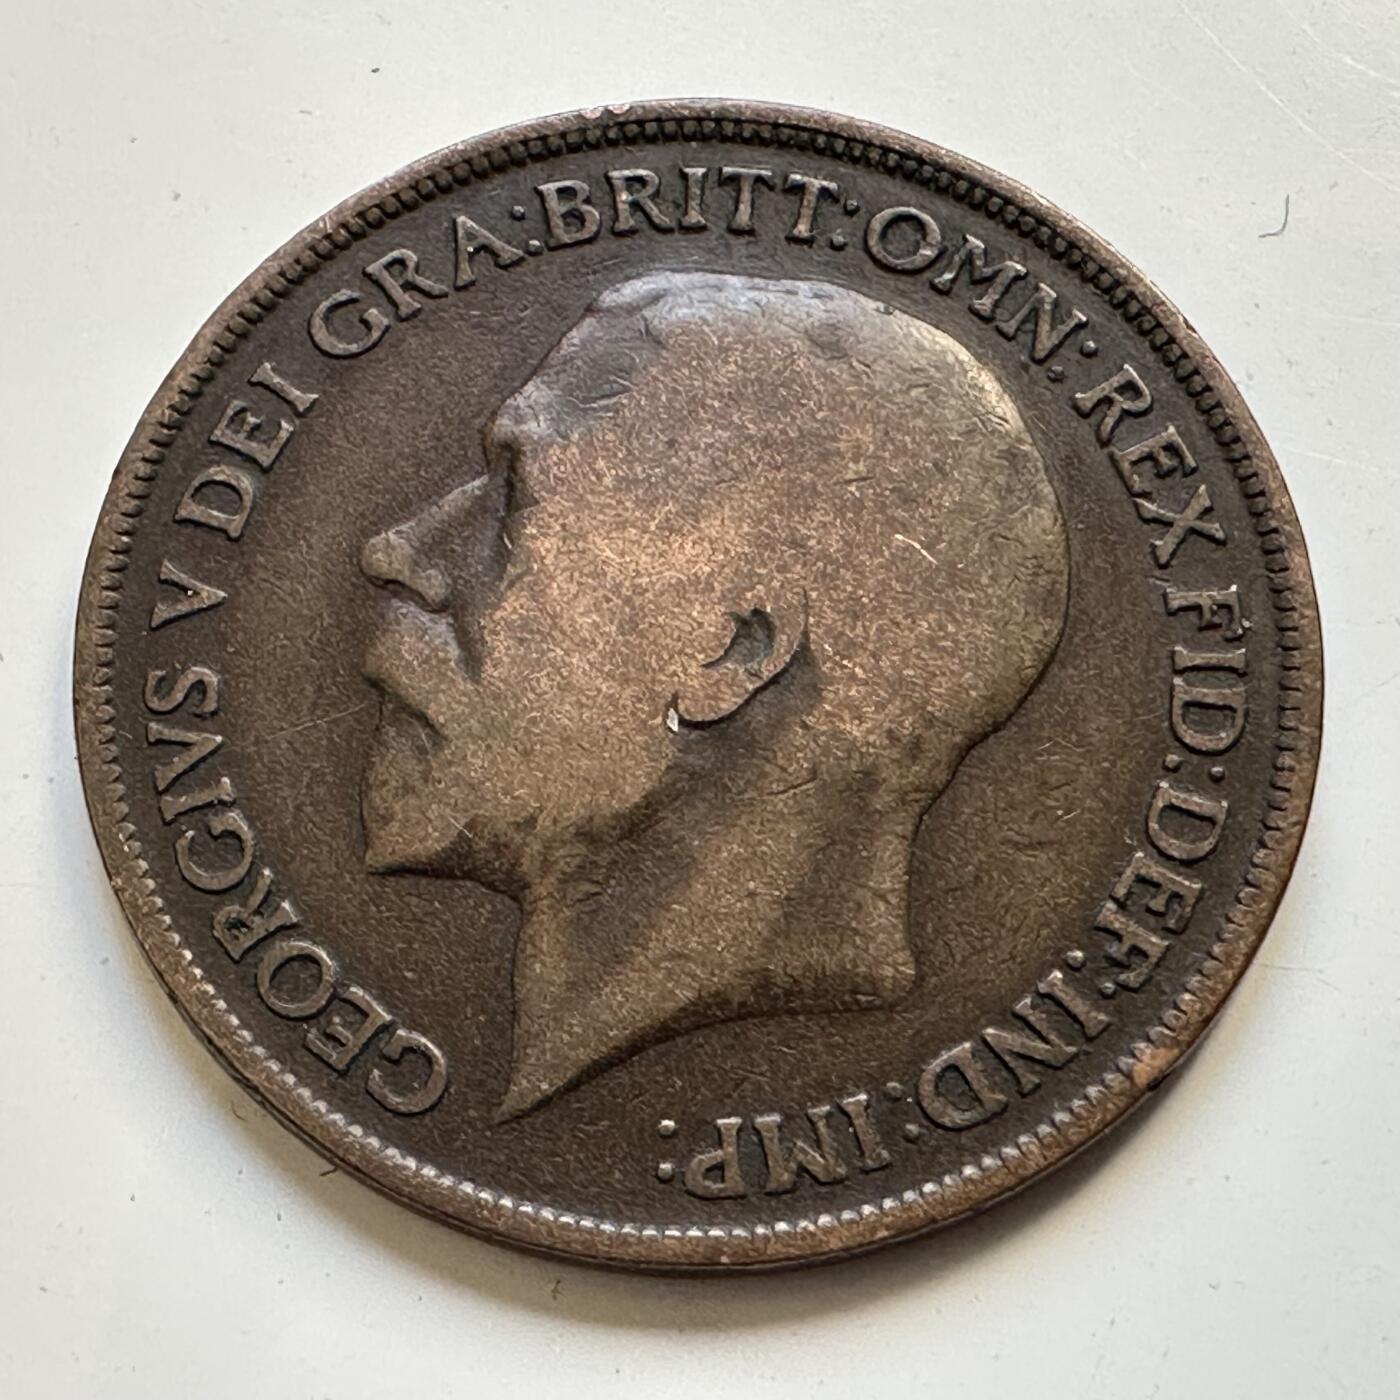 GEORGIVS V DEI GRA:BRITT:OMN:REX FID:DEF:IND:IMP: